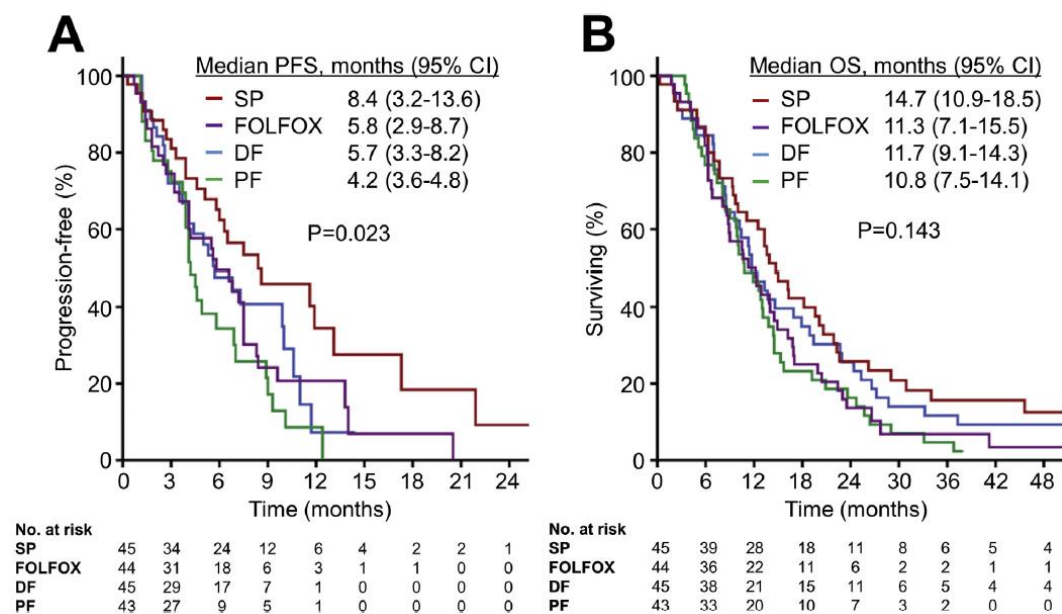 A
Median PFS, months (95% CI)
SP 8.4 (3.2-13.6)
FOLFOX 5.8 (2.9-8.7)
DF 5.7 (3.3-8.2)
PF 4.2 (3.6-4.8)
P=0.023
Progression-free (%)
100
80
60
40
20
0
0 3 6 9 12 15 18 21 24
Time (months)
No. at risk
SP 45 34 24 12 6 4 2 2 1
FOLFOX 44 31 18 6 3 1 1 0 0
DF 45 29 17 7 1 0 0 0 0
PF 43 27 9 5 1 0 0 0 0
B
Median OS, months (95% CI)
SP 14.7 (10.9-18.5)
FOLFOX 11.3 (7.1-15.5)
DF 11.7 (9.1-14.3)
PF 10.8 (7.5-14.1)
P=0.143
Surviving (%)
100
80
60
40
20
0
0 6 12 18 24 30 36 42 48
Time (months)
No. at risk
SP 45 39 28 18 11 8 6 5 4
FOLFOX 44 36 22 11 6 2 2 1 1
DF 45 38 21 15 11 6 5 4 4
PF 43 33 20 10 7 3 2 0 0